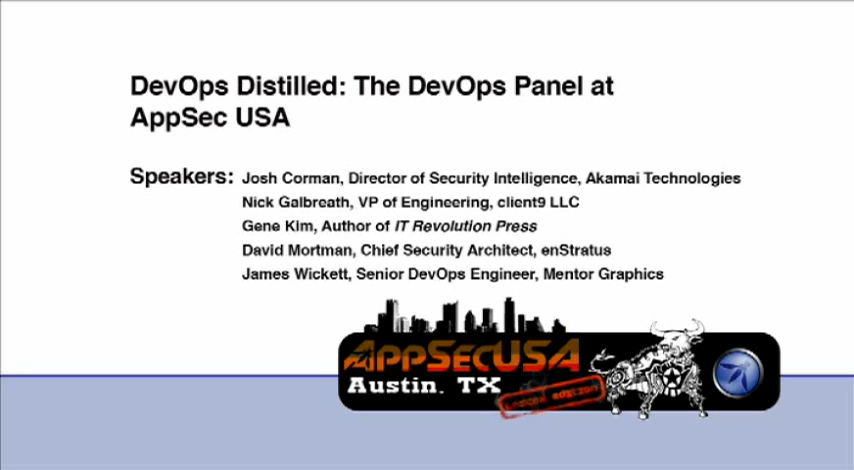 DevOps Distilled: The DevOps Panel at
AppSec USA
Speakers: Josh Corman, Director of Security Intelligence, Akamai Technologies
Nick Galbreath, VP of Engineering, client9 LLC
Gene Kim, Author of IT Revolution Press
David Mortman, Chief Security Architect, enStratus
James Wickett, Senior DevOps Engineer, Mentor Graphics
AppSecUSA
Austin, TX
edition